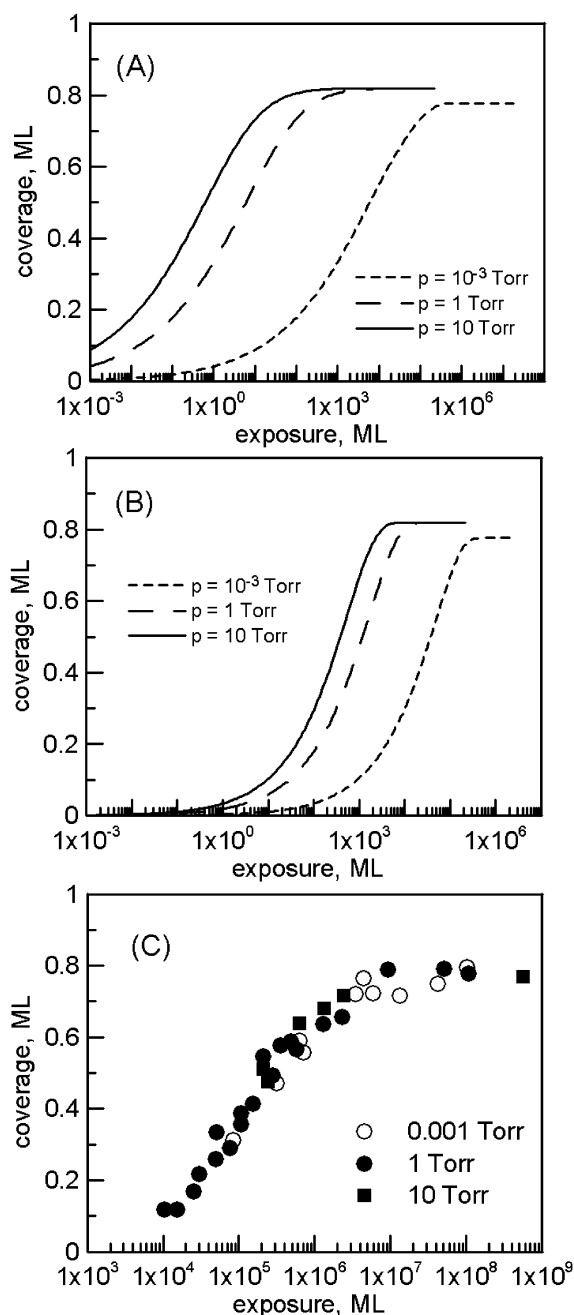 (A)
1
0.8
0.6
0.4
0.2
0
coverage, ML
p = 10⁻³ Torr
p = 1 Torr
p = 10 Torr
1x10⁻³ 1x10⁰ 1x10³ 1x10⁶
exposure, ML
(B)
1
0.8
0.6
0.4
0.2
0
coverage, ML
p = 10⁻³ Torr
p = 1 Torr
p = 10 Torr
1x10⁻³ 1x10⁰ 1x10³ 1x10⁶
exposure, ML
(C)
1
0.8
0.6
0.4
0.2
0
coverage, ML
0.001 Torr
1 Torr
10 Torr
1x10³ 1x10⁴ 1x10⁵ 1x10⁶ 1x10⁷ 1x10⁸ 1x10⁹
exposure, ML